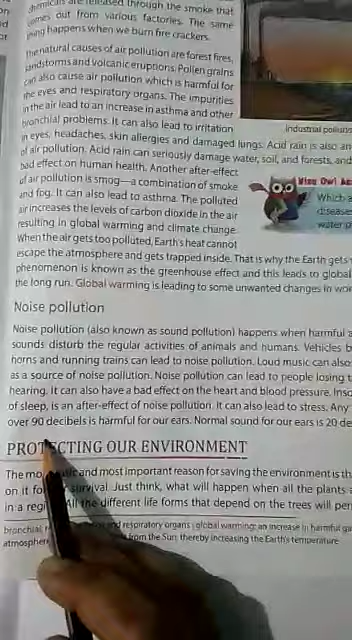 chemicals are released through the smoke that
comes out from various factories. The same
thing happens when we burn fire crackers.
The natural causes of air pollution are forest fires,
sandstorms and volcanic eruptions. Pollen grains
can also cause air pollution which is harmful for
the eyes and respiratory organs. The impurities
in the air lead to an increase in asthma and other
bronchial problems. It can also lead to irritation
Industrial pollution
in eyes, headaches, skin allergies and damaged lungs. Acid rain is also an
of air pollution. Acid rain can seriously damage water, soil, and forests, and
bad effect on human health. Another after-effect
of air pollution is smog—a combination of smoke
and fog. It can also lead to asthma. The polluted
air increases the levels of carbon dioxide in the air
resulting in global warming and climate change.
When the air gets too polluted, Earth's heat cannot
Wise Owl As
Which a
diseases
water p
escape the atmosphere and gets trapped inside. That is why the Earth gets
phenomenon is known as the greenhouse effect and this leads to global
the long run. Global warming is leading to some unwanted changes in
Noise pollution
Noise pollution (also known as sound pollution) happens when harmful
sounds disturb the regular activities of animals and humans. Vehicles
horns and running trains can lead to noise pollution. Loud music can also
as a source of noise pollution. Noise pollution can lead to people losing
hearing. It can also have a bad effect on the heart and blood pressure.
of sleep, is an after-effect of noise pollution. It can also lead to stress. Any
over 90 decibels is harmful for our ears. Normal sound for our ears is 20 de
PROTECTING OUR ENVIRONMENT
The and most important reason for saving the environment is th
on it survival. Just think, what will happen when all the plants
in a All the different life forms that depend on the trees will
and respiratory organs global warming: an increase in harmful
from the Sun, thereby increasing the Earth's temperature